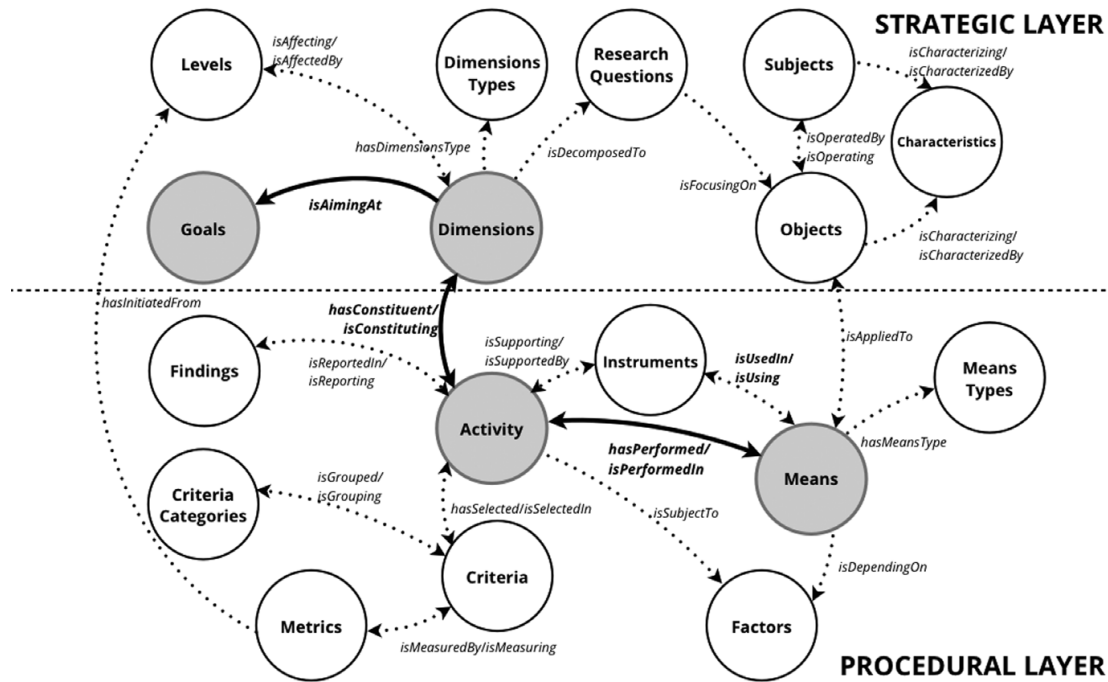 STRATEGIC LAYER
Levels
isAffecting/
isAffectedBy
Dimensions
Types
Research
Questions
Subjects
isCharacterizing/
isCharacterizedBy
Characteristics
hasDimensionsType
isDecomposedTo
isOperatedBy
isOperating
isFocusingOn
isAimingAt
Goals
Dimensions
Objects
isCharacterizing/
isCharacterizedBy
hasInitiatedFrom
hasConstituent/
isConstituting
Findings
isReportedIn/
isReporting
isSupporting/
isSupportedBy
Instruments
isUsedIn/
isUsing
isAppliedTo
Means
Types
hasMeansType
Activity
hasPerformed/
isPerformedIn
Means
Criteria
Categories
isGrouped/
isGrouping
hasSelected/isSelectedIn
isSubjectTo
isDependingOn
Criteria
Metrics
isMeasuredBy/isMeasuring
Factors
PROCEDURAL LAYER